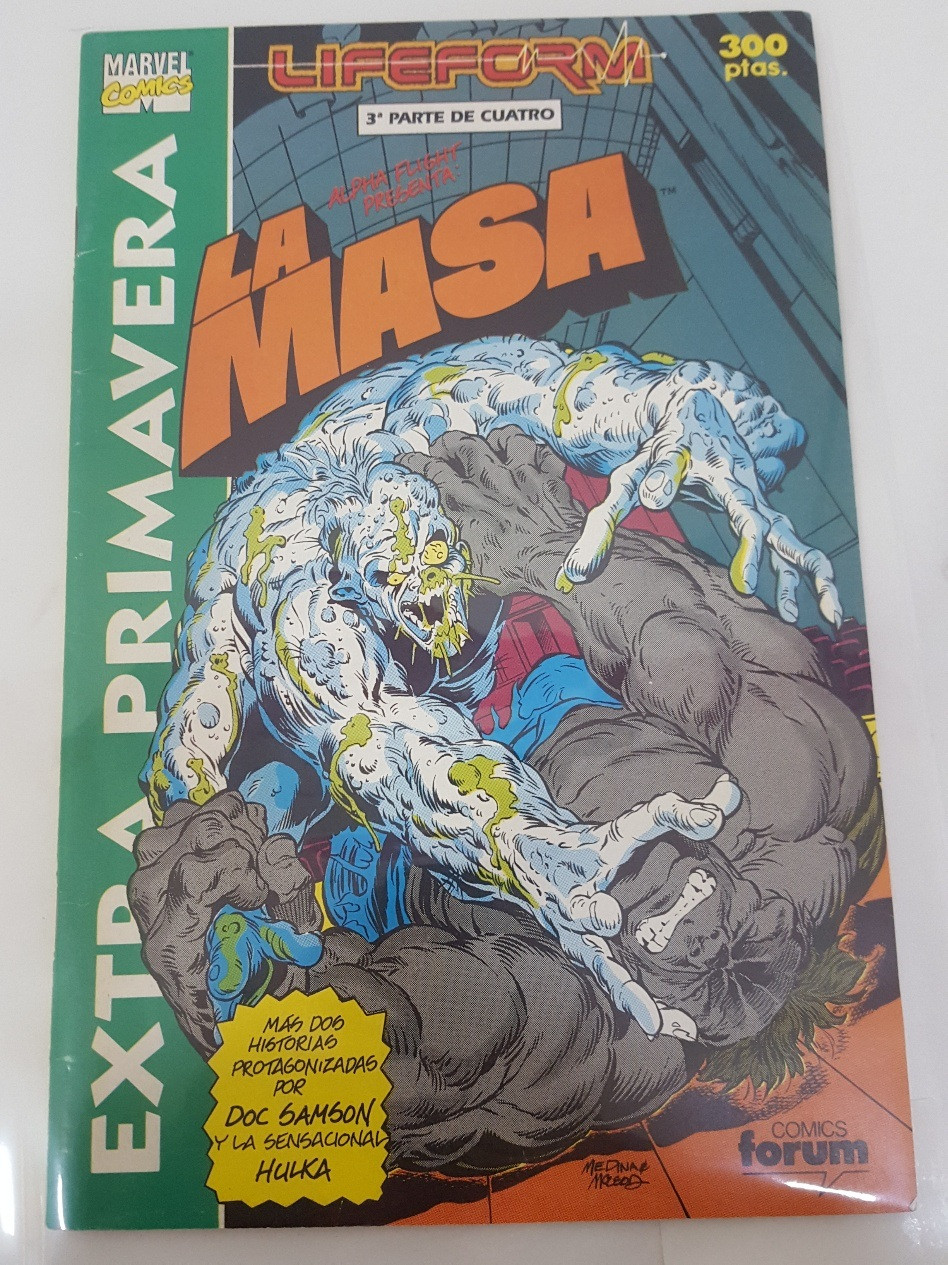 MARVEL
COMICS
LIFEFORM
300
ptas.
3ª PARTE DE CUATRO
ALPHA FLIGHT
PRESENTA:
LA
MASA
TM
EXTRA PRIMAVERA
MÁS DOS
HISTORIAS
PROTAGONIZADAS
POR
DOC SAMSON
Y LA SENSACIONAL
HULKA
MEDINA &
MCLEOD
COMICS
forum